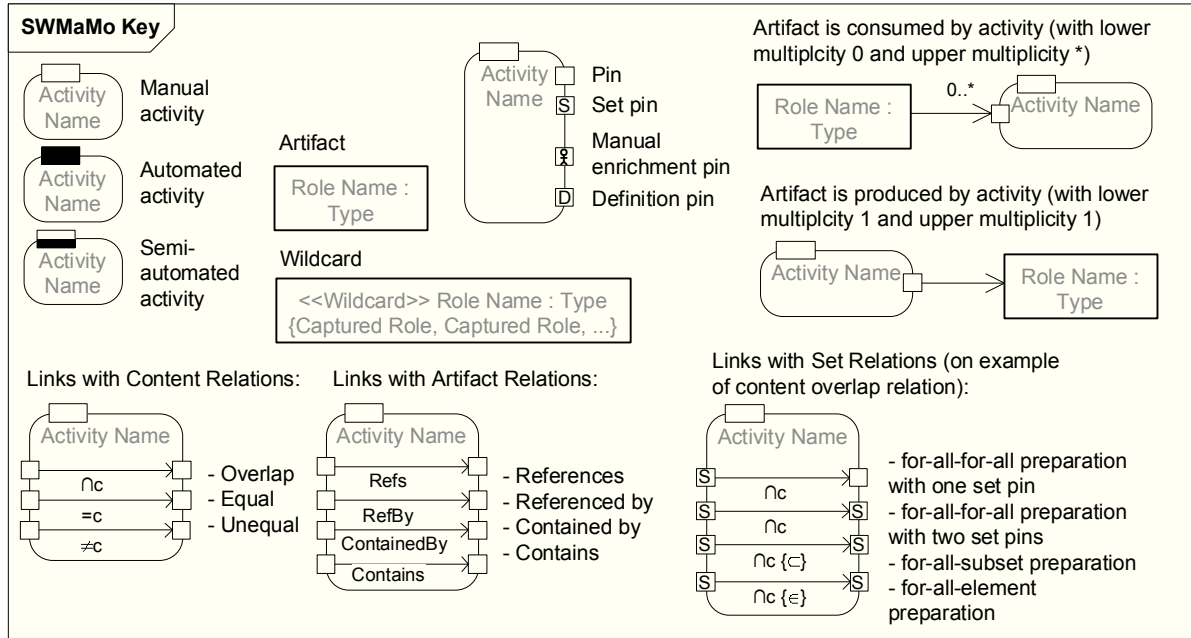 SWMaMo Key
Activity
Name
Manual
activity
Activity
Name
Automated
activity
Activity
Name
Semi-
automated
activity
Artifact
Role Name :
Type
Wildcard
<<Wildcard>> Role Name : Type
{Captured Role, Captured Role, ...}
Activity
Name
Pin
S
Set pin
Manual
enrichment pin
D
Definition pin
Artifact is consumed by activity (with lower
multiplcity 0 and upper multiplicity *)
Role Name :
Type
0..*
Activity Name
Artifact is produced by activity (with lower
multiplcity 1 and upper multiplicity 1)
Activity Name
Role Name :
Type
Links with Content Relations:
Activity Name
∩c
=c
≠c
- Overlap
- Equal
- Unequal
Links with Artifact Relations:
Activity Name
Refs
RefBy
ContainedBy
Contains
- References
- Referenced by
- Contained by
- Contains
Links with Set Relations (on example
of content overlap relation):
Activity Name
S
∩c
S S
∩c
S S
∩c {⊂}
S S
∩c {∈}
- for-all-for-all preparation
with one set pin
- for-all-for-all preparation
with two set pins
- for-all-subset preparation
- for-all-element
preparation